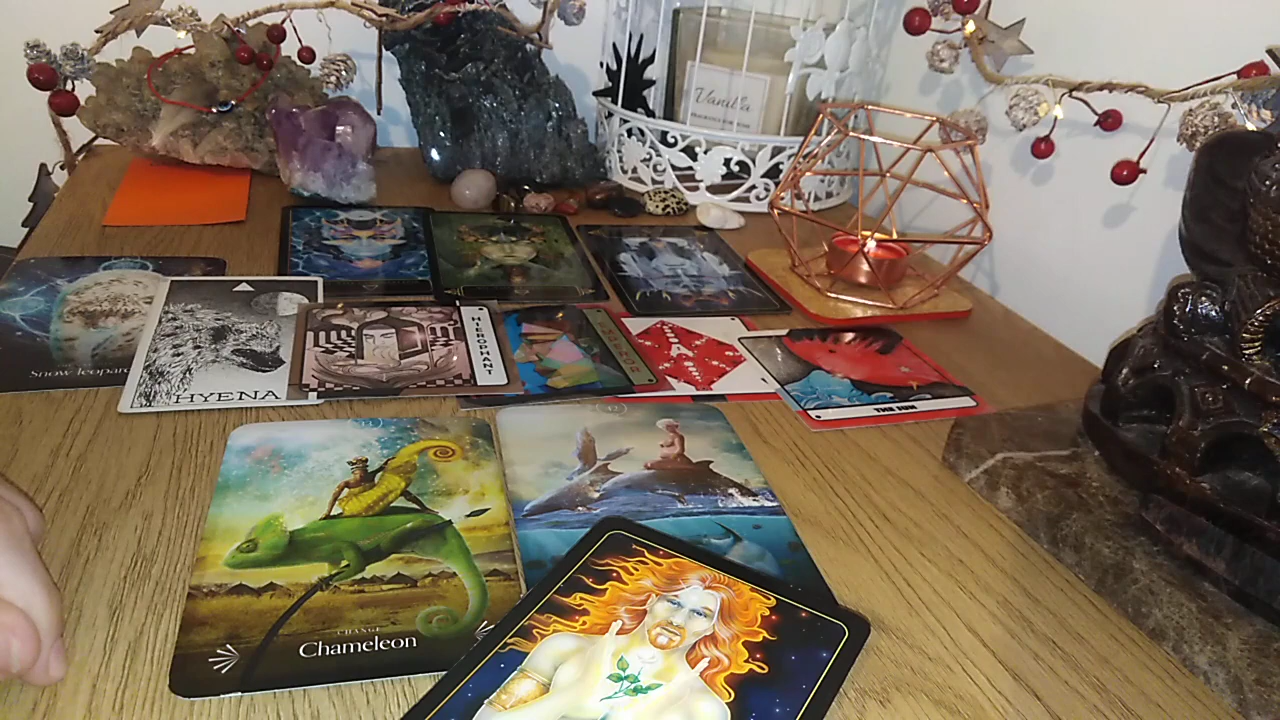 Vanilla
Snow leopard
HYENA
HIEROPHANT
THE SUN
CHANGE
Chameleon